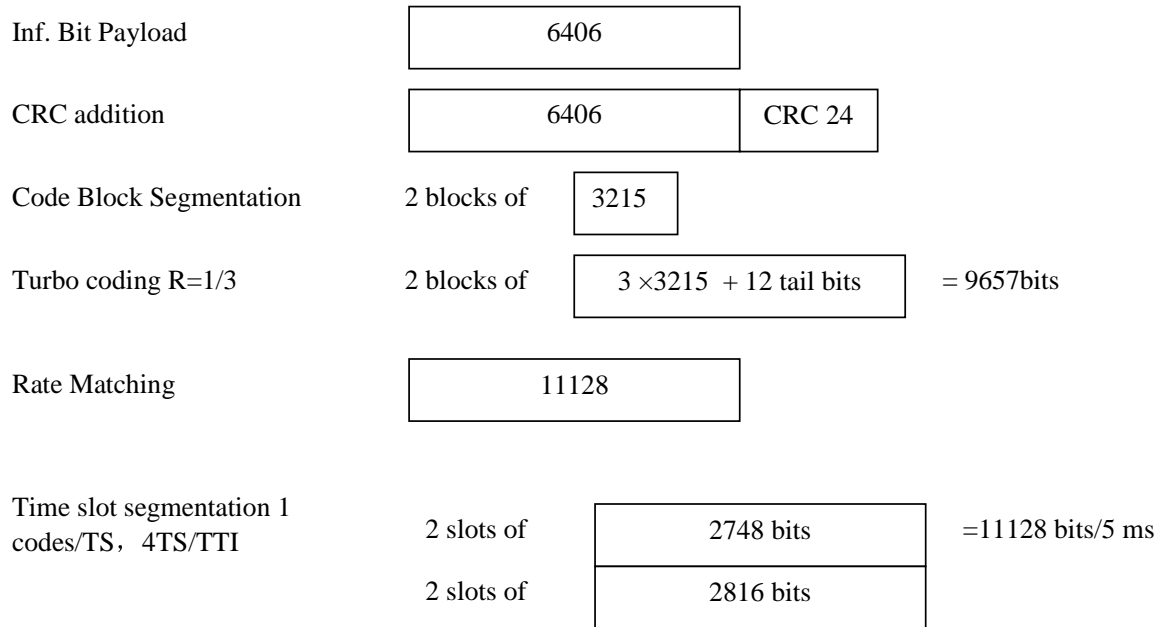 Inf. Bit Payload 6406
CRC addition 6406 CRC 24
Code Block Segmentation 2 blocks of 3215
Turbo coding R=1/3 2 blocks of 3 ×3215 + 12 tail bits = 9657bits
Rate Matching 11128
Time slot segmentation 1
codes/TS，4TS/TTI 2 slots of 2748 bits =11128 bits/5 ms
2 slots of 2816 bits